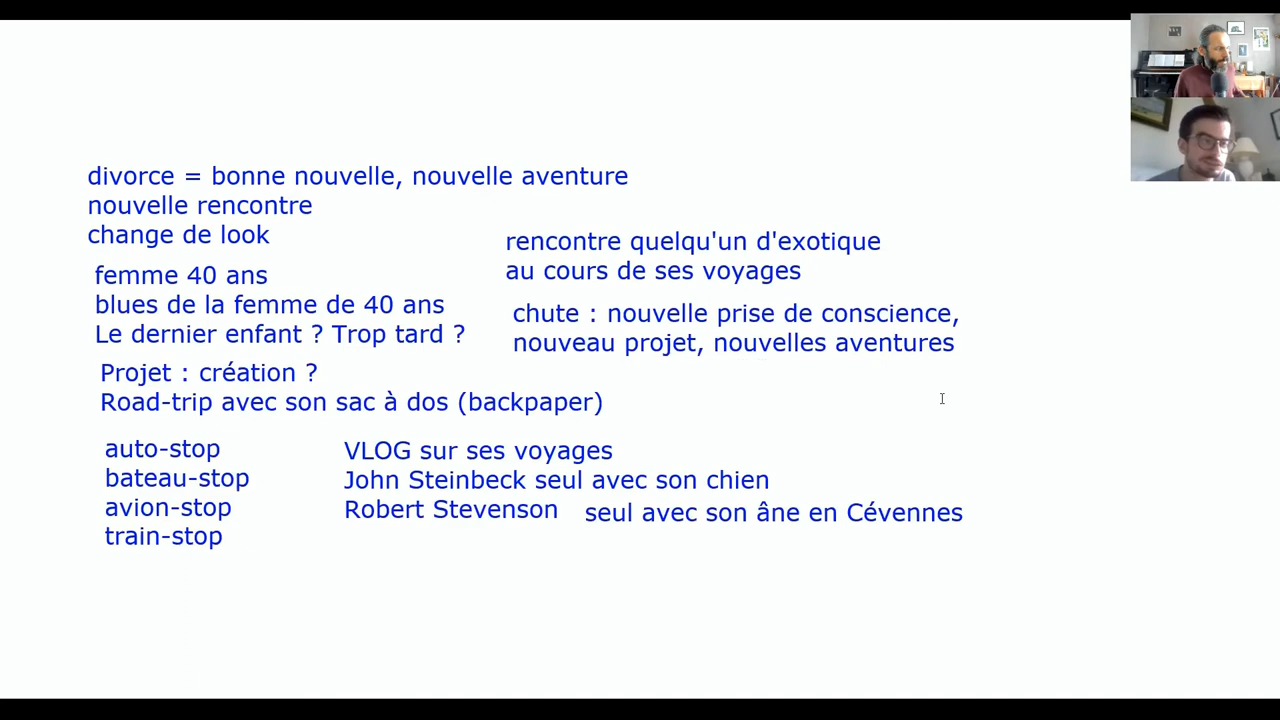 divorce = bonne nouvelle, nouvelle aventure
nouvelle rencontre
change de look
femme 40 ans
blues de la femme de 40 ans
Le dernier enfant ? Trop tard ?
rencontre quelqu'un d'exotique
au cours de ses voyages
chute : nouvelle prise de conscience,
nouveau projet, nouvelles aventures
Projet : création ?
Road-trip avec son sac à dos (backpaper)
auto-stop
bateau-stop
avion-stop
train-stop
VLOG sur ses voyages
John Steinbeck seul avec son chien
Robert Stevenson seul avec son âne en Cévennes